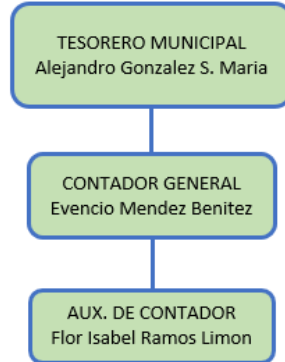 TESORERO MUNICIPAL
Alejandro Gonzalez S. Maria
CONTADOR GENERAL
Evencio Mendez Benitez
AUX. DE CONTADOR
Flor Isabel Ramos Limon